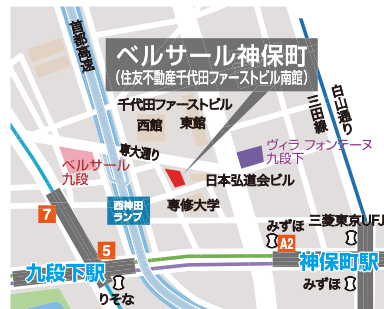 首都高速
ベルサール神保町
(住友不動産千代田ファーストビル南館)
白山通り
三田線
千代田ファーストビル
西館
東館
専大通り
ヴィラ フォンテーヌ
九段下
ベルサール
九段
日本弘道会ビル
西神田
ランプ
専修大学
7
5
みずほ
三菱東京UFJ
A2
九段下駅
神保町駅
りそな
みずほ